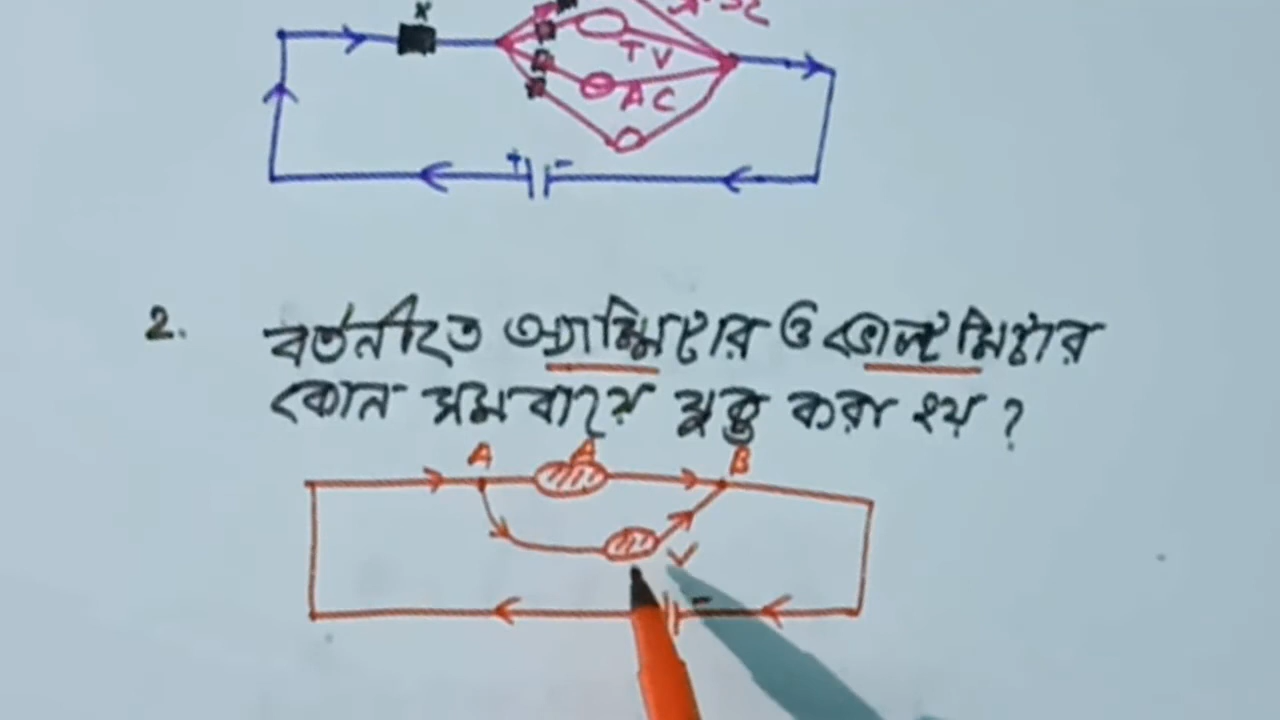 x
TV
AC
+ -
2. বর্তনীতে অ্যামিটার ও ভোল্টমিটার
কোন সমবায়ে যুক্ত করা হয় ?
A A B
V
-